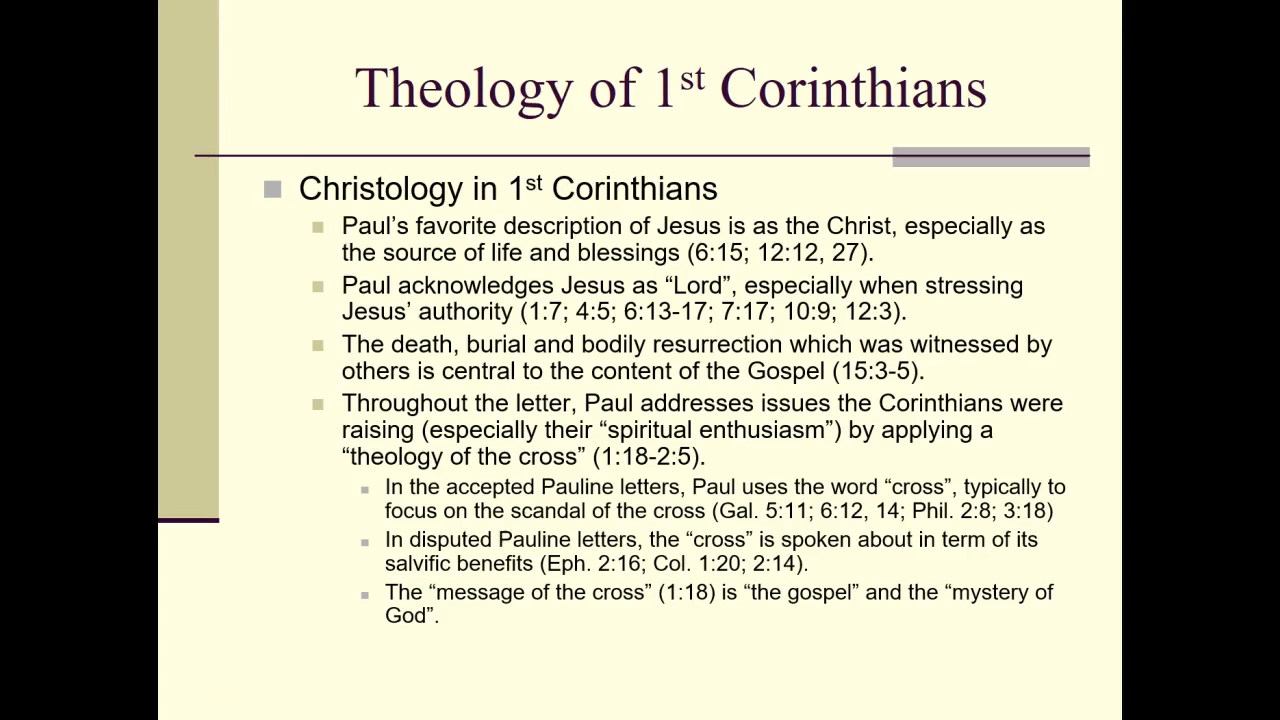 Theology of 1st Corinthians
Christology in 1st Corinthians
Paul’s favorite description of Jesus is as the Christ, especially as
the source of life and blessings (6:15; 12:12, 27).
Paul acknowledges Jesus as “Lord”, especially when stressing
Jesus’ authority (1:7; 4:5; 6:13-17; 7:17; 10:9; 12:3).
The death, burial and bodily resurrection which was witnessed by
others is central to the content of the Gospel (15:3-5).
Throughout the letter, Paul addresses issues the Corinthians were
raising (especially their “spiritual enthusiasm”) by applying a
“theology of the cross” (1:18-2:5).
In the accepted Pauline letters, Paul uses the word “cross”, typically to
focus on the scandal of the cross (Gal. 5:11; 6:12, 14; Phil. 2:8; 3:18)
In disputed Pauline letters, the “cross” is spoken about in term of its
salvific benefits (Eph. 2:16; Col. 1:20; 2:14).
The “message of the cross” (1:18) is “the gospel” and the “mystery of
God”.